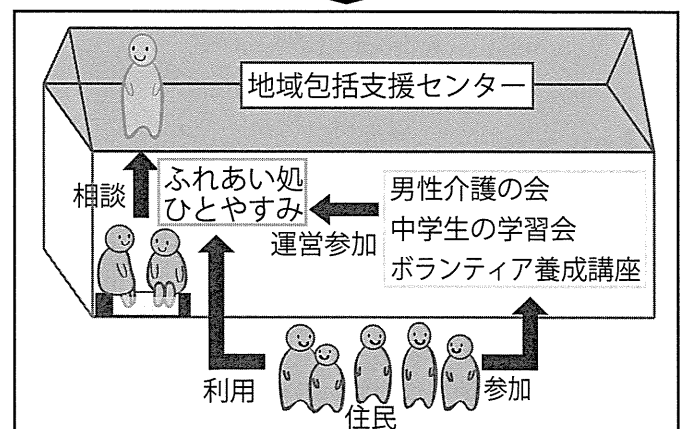 地域包括支援センター
相談
ふれあい処
ひとやすみ
運営参加
男性介護の会
中学生の学習会
ボランティア養成講座
利用
住民
参加